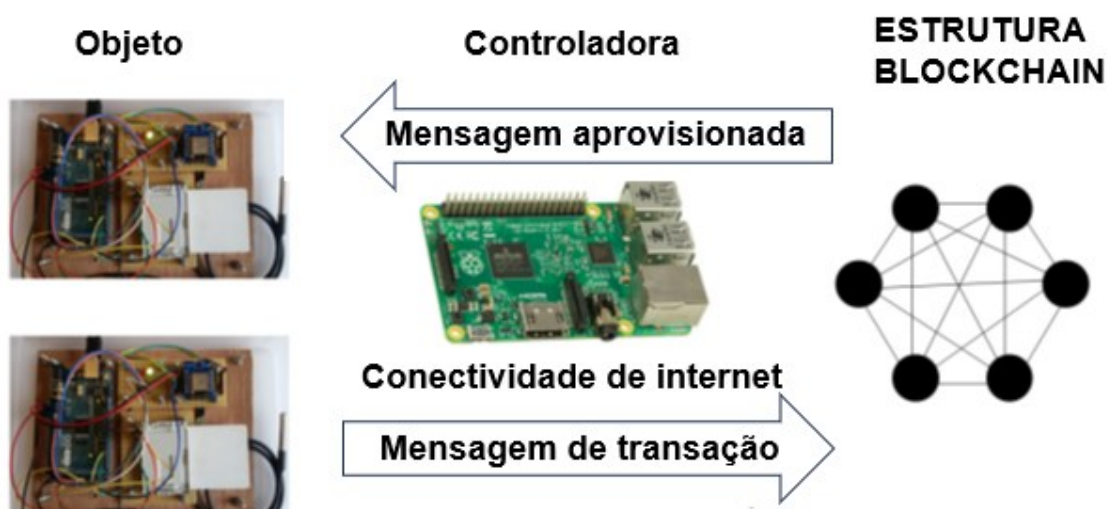 Objeto
Controladora
ESTRUTURA
BLOCKCHAIN
Mensagem aprovisionada
Conectividade de internet
Mensagem de transação